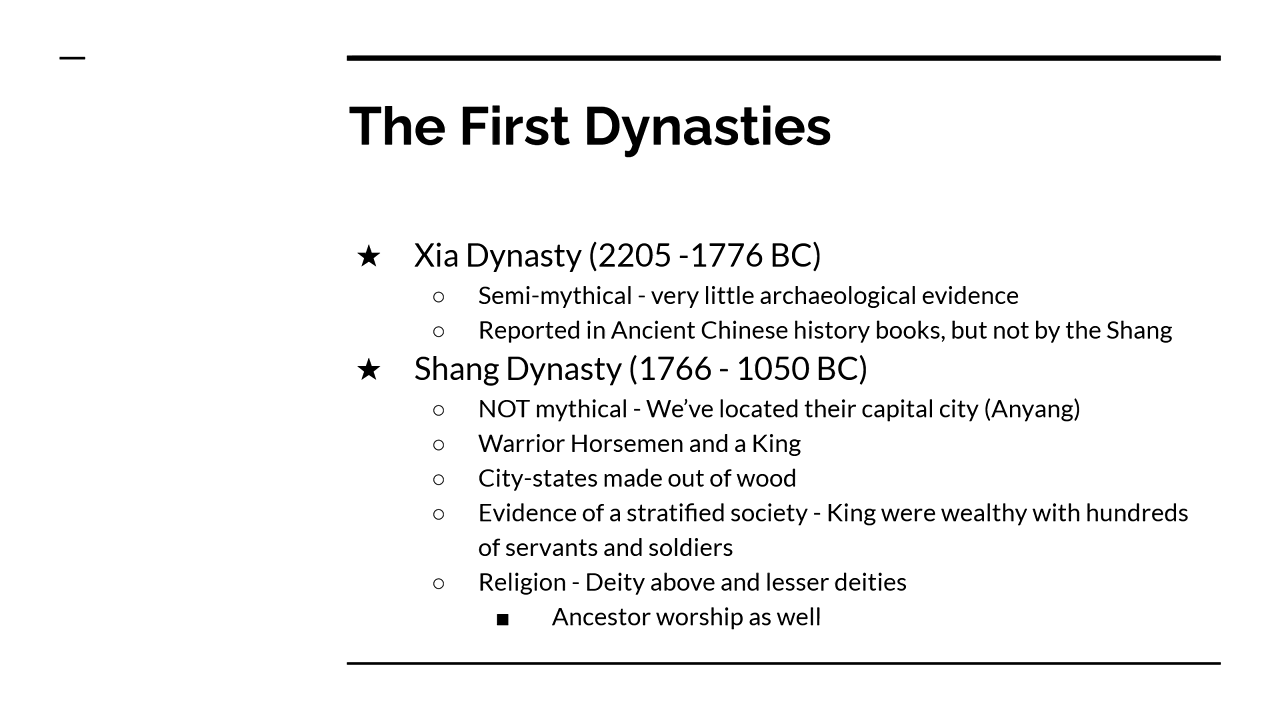 The First Dynasties
★ Xia Dynasty (2205 -1776 BC)
○ Semi-mythical - very little archaeological evidence
○ Reported in Ancient Chinese history books, but not by the Shang
★ Shang Dynasty (1766 - 1050 BC)
○ NOT mythical - We’ve located their capital city (Anyang)
○ Warrior Horsemen and a King
○ City-states made out of wood
○ Evidence of a stratified society - King were wealthy with hundreds
of servants and soldiers
○ Religion - Deity above and lesser deities
■ Ancestor worship as well